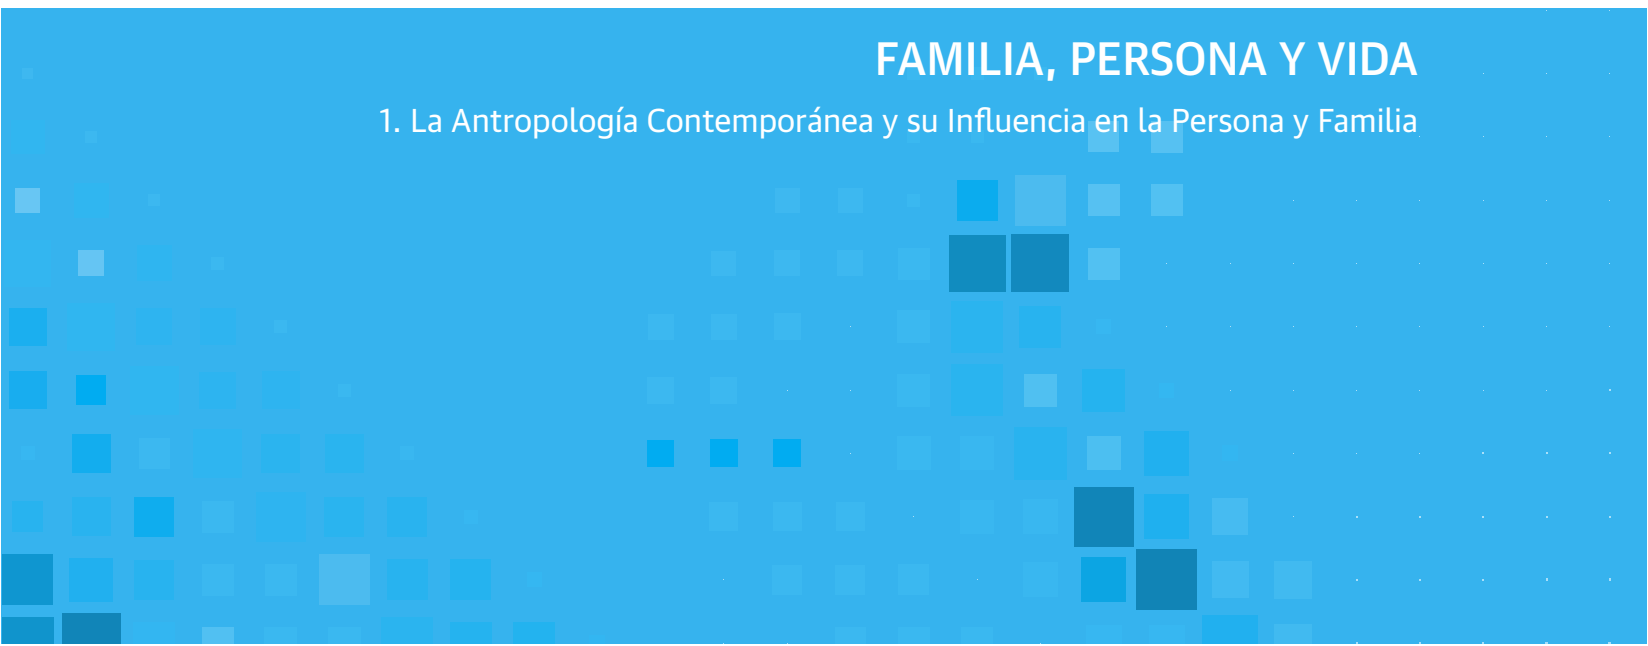 FAMILIA, PERSONA Y VIDA
1. La Antropología Contemporánea y su Influencia en la Persona y Familia